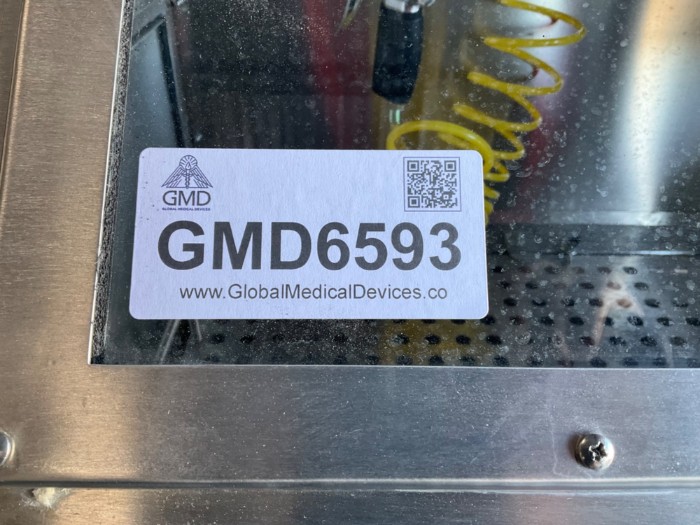 GMD
GLOBAL MEDICAL DEVICES
GMD6593
www.GlobalMedicalDevices.co